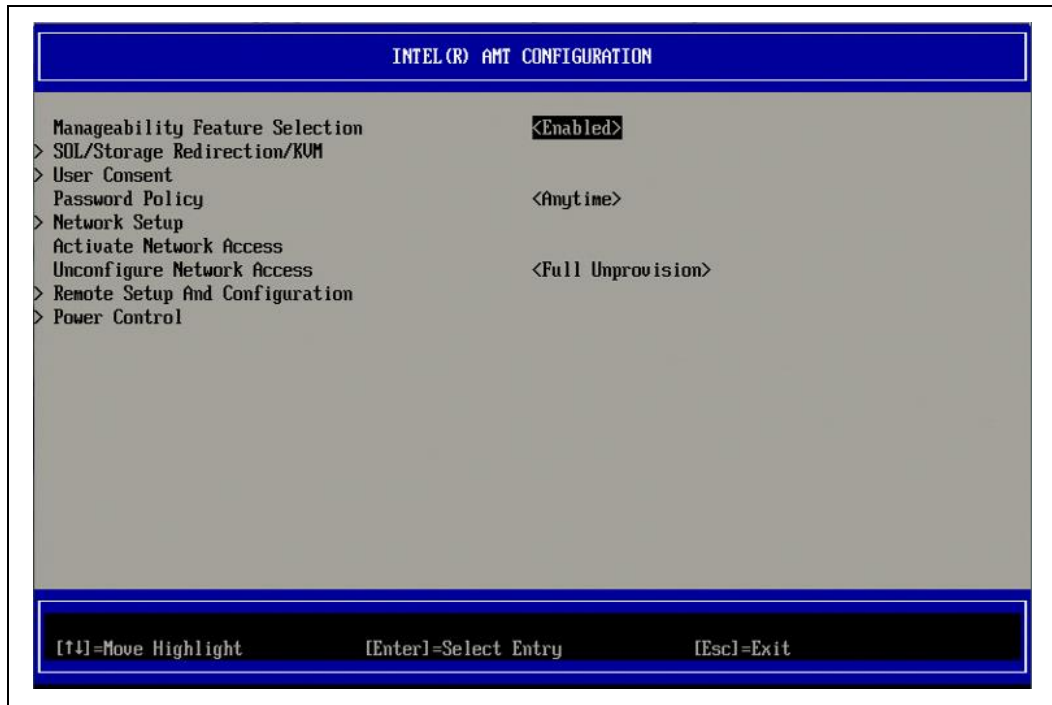 INTEL(R) AMT CONFIGURATION
Manageability Feature Selection <Enabled>
> SOL/Storage Redirection/KVM
> User Consent
Password Policy <Anytime>
> Network Setup
Activate Network Access
Unconfigure Network Access <Full Unprovision>
> Remote Setup And Configuration
> Power Control
[↑↓]=Move Highlight [Enter]=Select Entry [Esc]=Exit